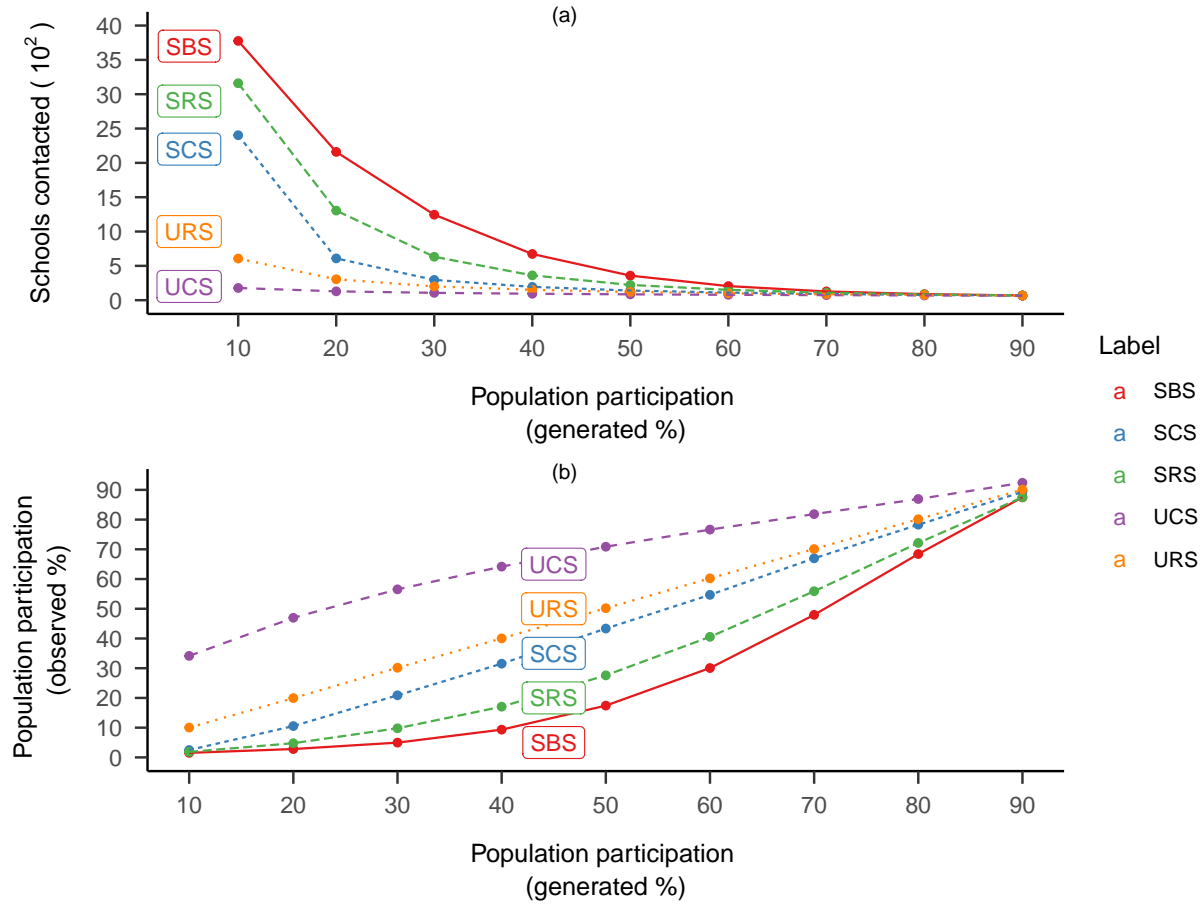 (a)
Schools contacted ( 10²)
40
35
30
25
20
15
10
5
0
SBS
SRS
SCS
URS
UCS
10 20 30 40 50 60 70 80 90
Population participation
(generated %)
(b)
Population participation
(observed %)
90
80
70
60
50
40
30
20
10
0
UCS
URS
SCS
SRS
SBS
10 20 30 40 50 60 70 80 90
Population participation
(generated %)
Label
a SBS
a SCS
a SRS
a UCS
a URS